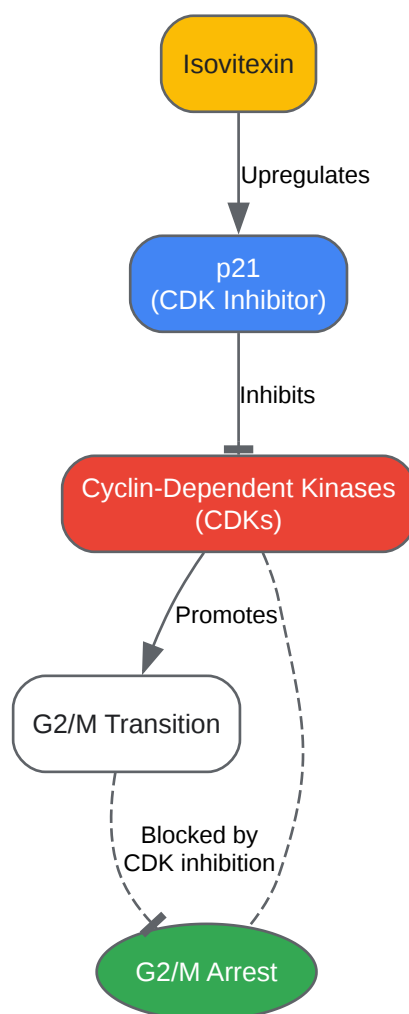 Isovitexin
Upregulates
p21
(CDK Inhibitor)
Inhibits
Cyclin-Dependent Kinases
(CDKs)
Promotes
G2/M Transition
Blocked by
CDK inhibition
G2/M Arrest